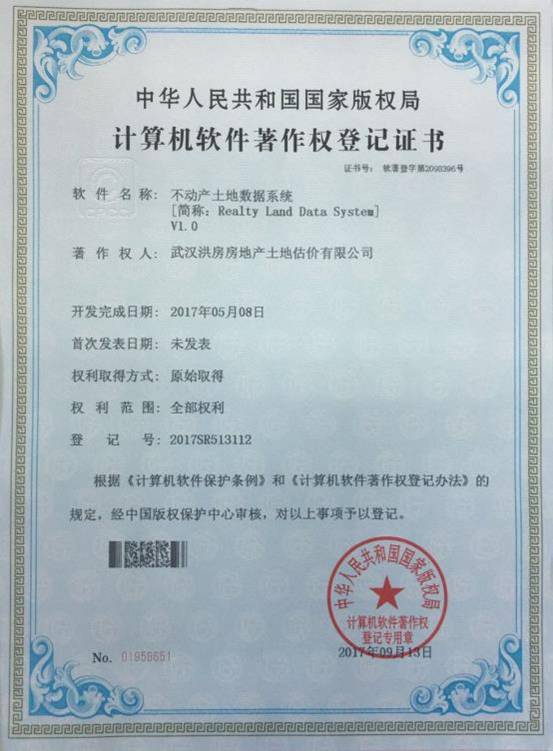 中华人民共和国国家版权局
计算机软件著作权登记证书
证书号： 软著登字第2098396号
软件名称： 不动产土地数据系统
[简称：Realty Land Data System]
V1.0
著作权人： 武汉洪房房地产土地估价有限公司
开发完成日期： 2017年05月08日
首次发表日期： 未发表
权利取得方式： 原始取得
权利范围： 全部权利
登记号： 2017SR513112
根据《计算机软件保护条例》和《计算机软件著作权登记办法》的
规定，经中国版权保护中心审核，对以上事项予以登记。
中华人民共和国国家版权局
计算机软件著作权
登记专用章
No. 01956651
2017年09月13日